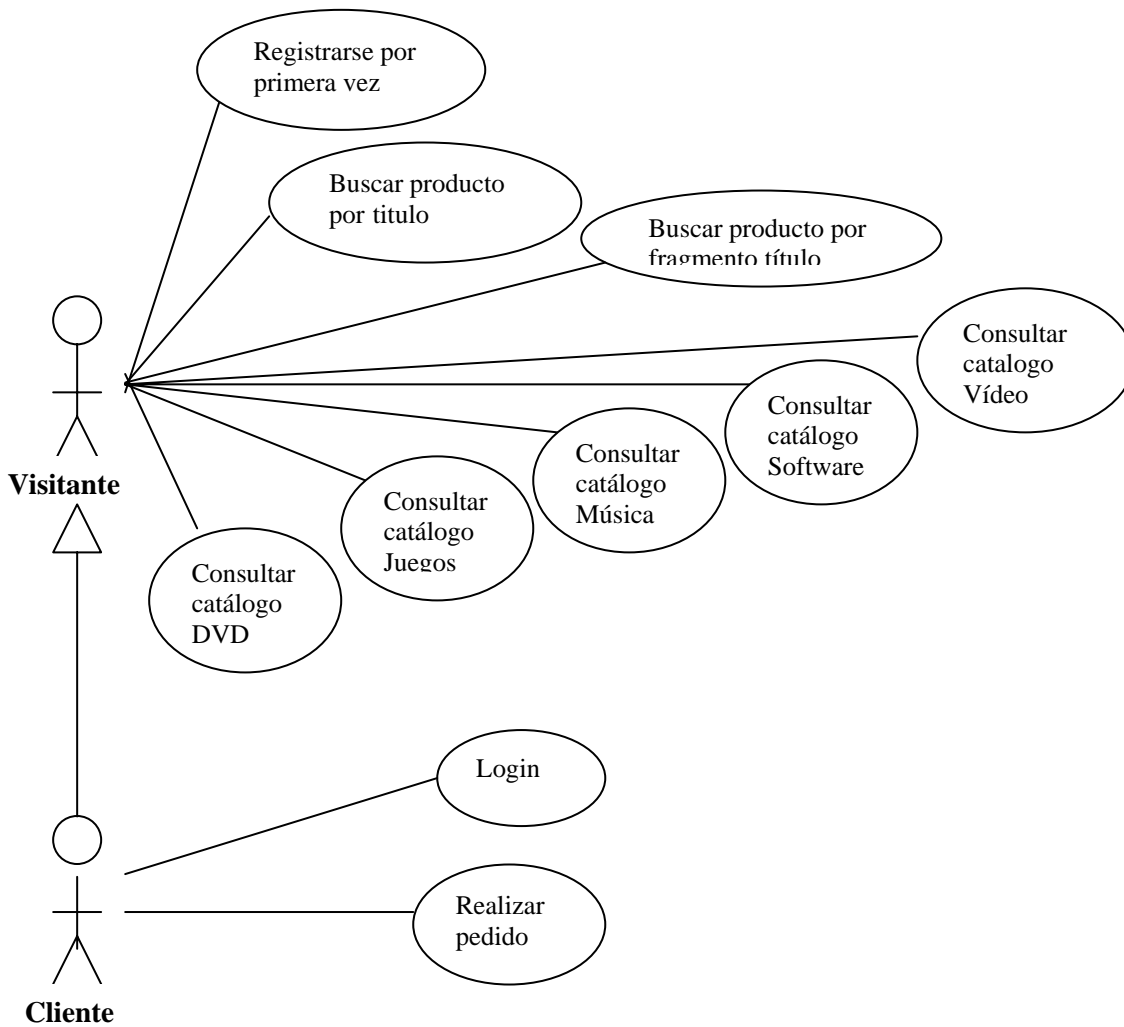 Registrarse por
primera vez
Buscar producto
por titulo
Buscar producto por
fragmento título
Consultar
catalogo
Vídeo
Consultar
catálogo
Software
Consultar
catálogo
Música
Consultar
catálogo
Juegos
Consultar
catálogo
DVD
Visitante
Login
Realizar
pedido
Cliente